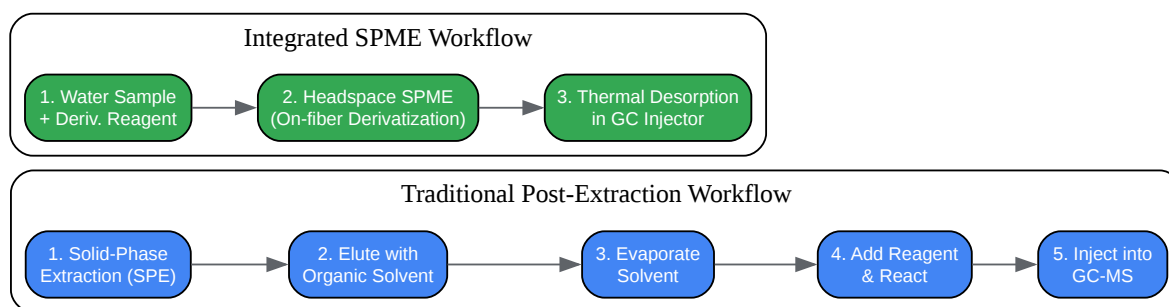 Integrated SPME Workflow
1. Water Sample
+ Deriv. Reagent
2. Headspace SPME
(On-fiber Derivatization)
3. Thermal Desorption
in GC Injector
Traditional Post-Extraction Workflow
1. Solid-Phase
Extraction (SPE)
2. Elute with
Organic Solvent
3. Evaporate
Solvent
4. Add Reagent
& React
5. Inject into
GC-MS